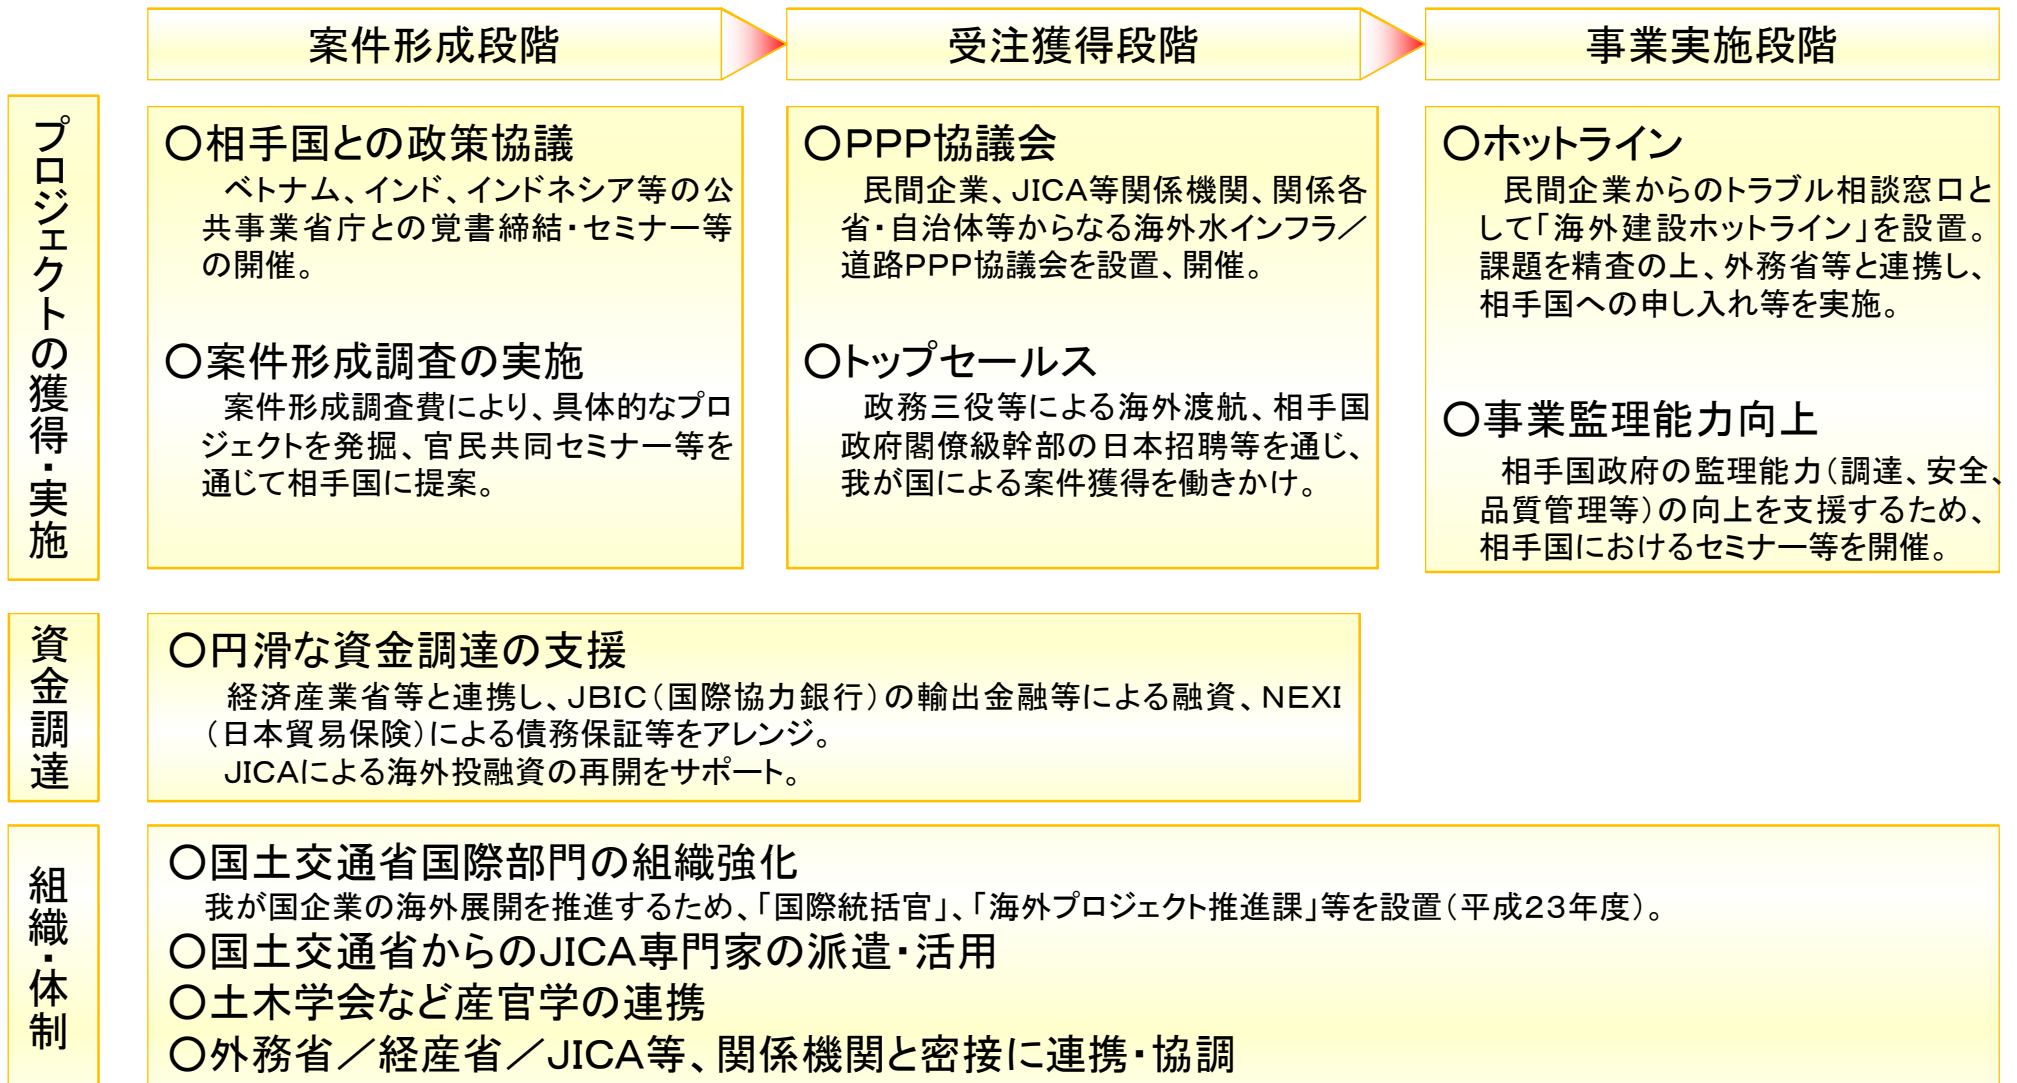 案件形成段階
受注獲得段階
事業実施段階
プロジェクトの獲得・実施
〇相手国との政策協議
ベトナム、インド、インドネシア等の公
共事業省庁との覚書締結・セミナー等
の開催。
〇案件形成調査の実施
案件形成調査費により、具体的なプロ
ジェクトを発掘、官民共同セミナー等を
通じて相手国に提案。
〇PPP協議会
民間企業、JICA等関係機関、関係各
省・自治体等からなる海外水インフラ／
道路PPP協議会を設置、開催。
〇トップセールス
政務三役等による海外渡航、相手国
政府閣僚級幹部の日本招聘等を通じ、
我が国による案件獲得を働きかけ。
〇ホットライン
民間企業からのトラブル相談窓口と
して「海外建設ホットライン」を設置。
課題を精査の上、外務省等と連携し、
相手国への申し入れ等を実施。
〇事業監理能力向上
相手国政府の監理能力（調達、安全、
品質管理等）の向上を支援するため、
相手国におけるセミナー等を開催。
資金調達
〇円滑な資金調達の支援
経済産業省等と連携し、JBIC（国際協力銀行）の輸出金融等による融資、NEXI
（日本貿易保険）による債務保証等をアレンジ。
JICAによる海外投融資の再開をサポート。
組織・体制
〇国土交通省国際部門の組織強化
我が国企業の海外展開を推進するため、「国際統括官」、「海外プロジェクト推進課」等を設置（平成23年度）。
〇国土交通省からのJICA専門家の派遣・活用
〇土木学会など産官学の連携
〇外務省／経産省／JICA等、関係機関と密接に連携・協調